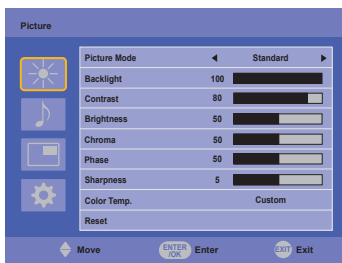 Picture
Picture Mode Standard
Backlight 100
Contrast 80
Brightness 50
Chroma 50
Phase 50
Sharpness 5
Color Temp. Custom
Reset
Move ENTER /OK Enter EXIT Exit